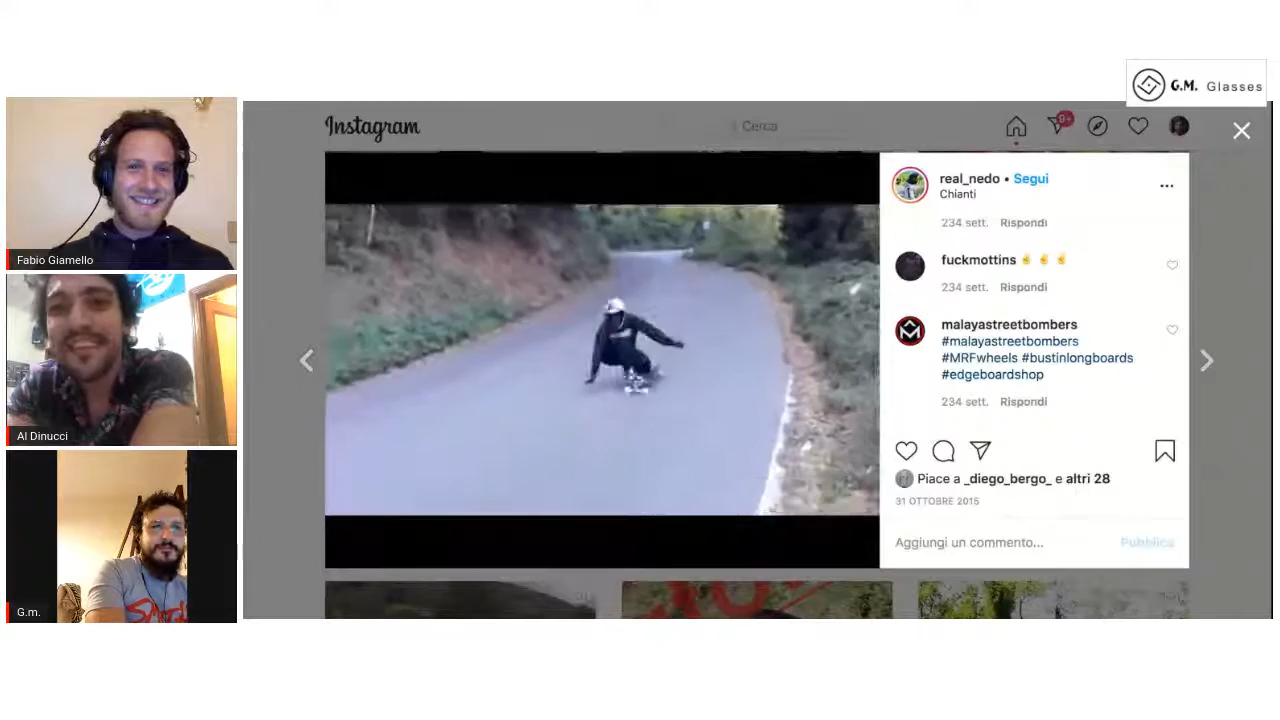 G.M. Glasses
Instagram
Cerca
9+
real_nedo • Segui
Chianti
234 sett. Rispondi
fuckmottins ✌️ ✌️ ✌️
234 sett. Rispondi
malayastreetbombers
#malayastreetbombers
#MRFwheels #bustinlongboards
#edgeboardshop
234 sett. Rispondi
Piace a _diego_bergo_ e altri 28
31 OTTOBRE 2015
Aggiungi un commento...
Pubblica
Fabio Giamello
Al Dinucci
G.m.